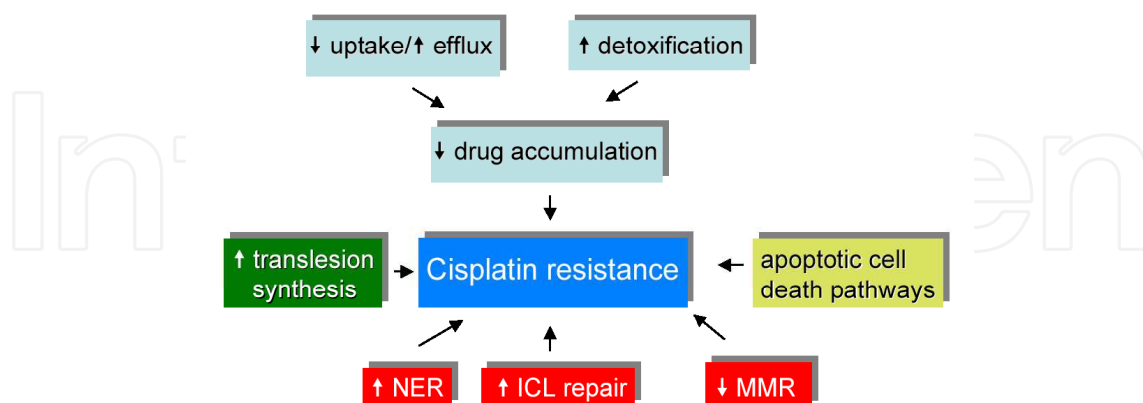 ↓ uptake/↑ efflux
↑ detoxification
↓ drug accumulation
↑ translesion
synthesis
Cisplatin resistance
apoptotic cell
death pathways
↑ NER
↑ ICL repair
↓ MMR